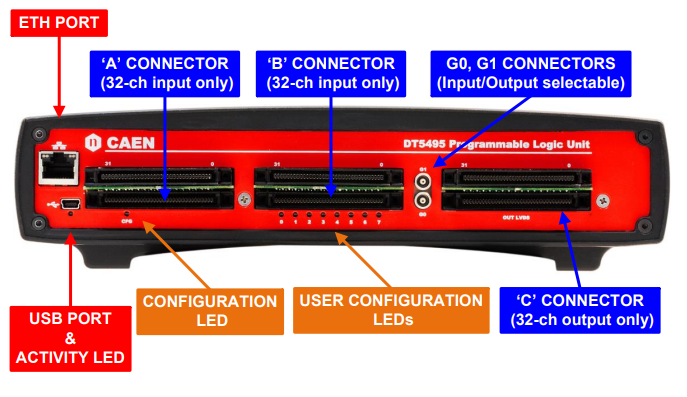 ETH PORT
‘A’ CONNECTOR
(32-ch input only)
‘B’ CONNECTOR
(32-ch input only)
G0, G1 CONNECTORS
(Input/Output selectable)
n CAEN
DT5495 Programmable Logic Unit
31 0
31 0
G1
31 0
G0
CFG
0 1 2 3 4 5 6 7
OUT LVDS
CONFIGURATION
LED
USER CONFIGURATION
LEDs
‘C’ CONNECTOR
(32-ch output only)
USB PORT
&
ACTIVITY LED